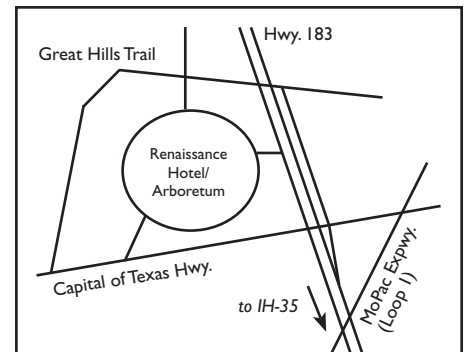 Hwy. 183
Great Hills Trail
Renaissance
Hotel/
Arboretum
Capital of Texas Hwy.
to IH-35
MoPac Expwy.
(Loop 1)